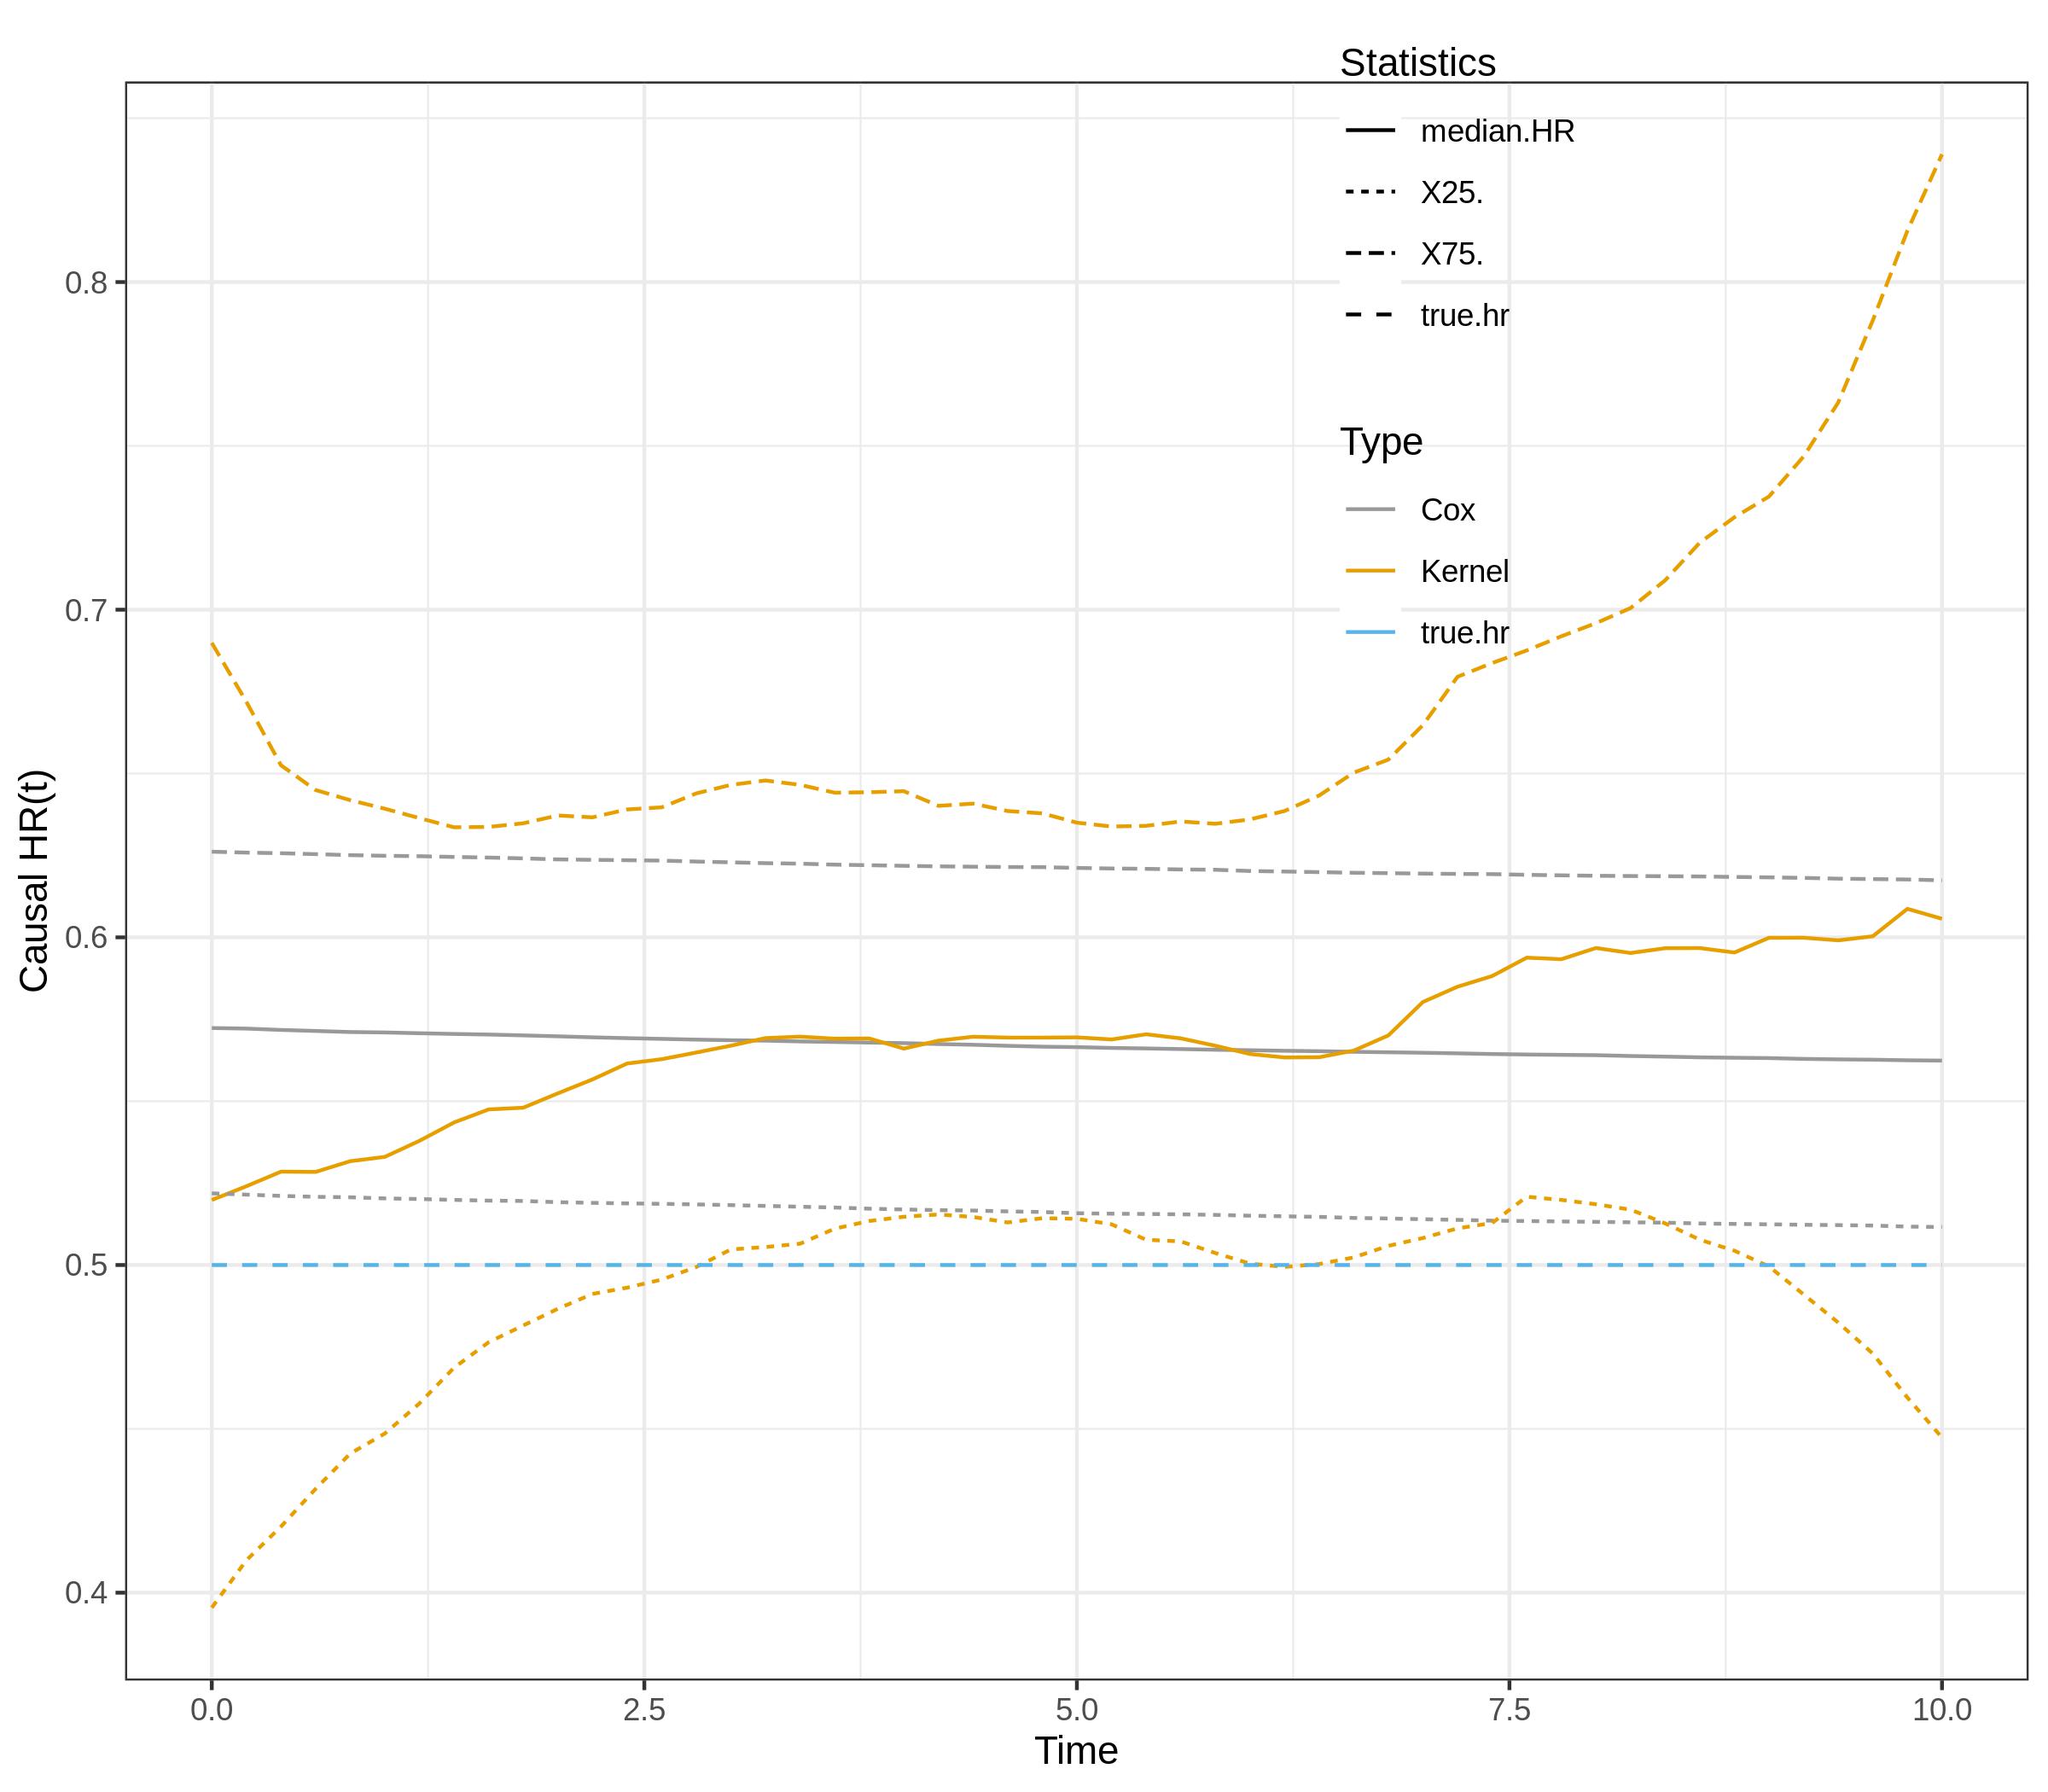 Statistics
median.HR
X25.
X75.
true.hr
Type
Cox
Kernel
true.hr
Causal HR(t)
0.8
0.7
0.6
0.5
0.4
0.0 2.5 5.0 7.5 10.0
Time